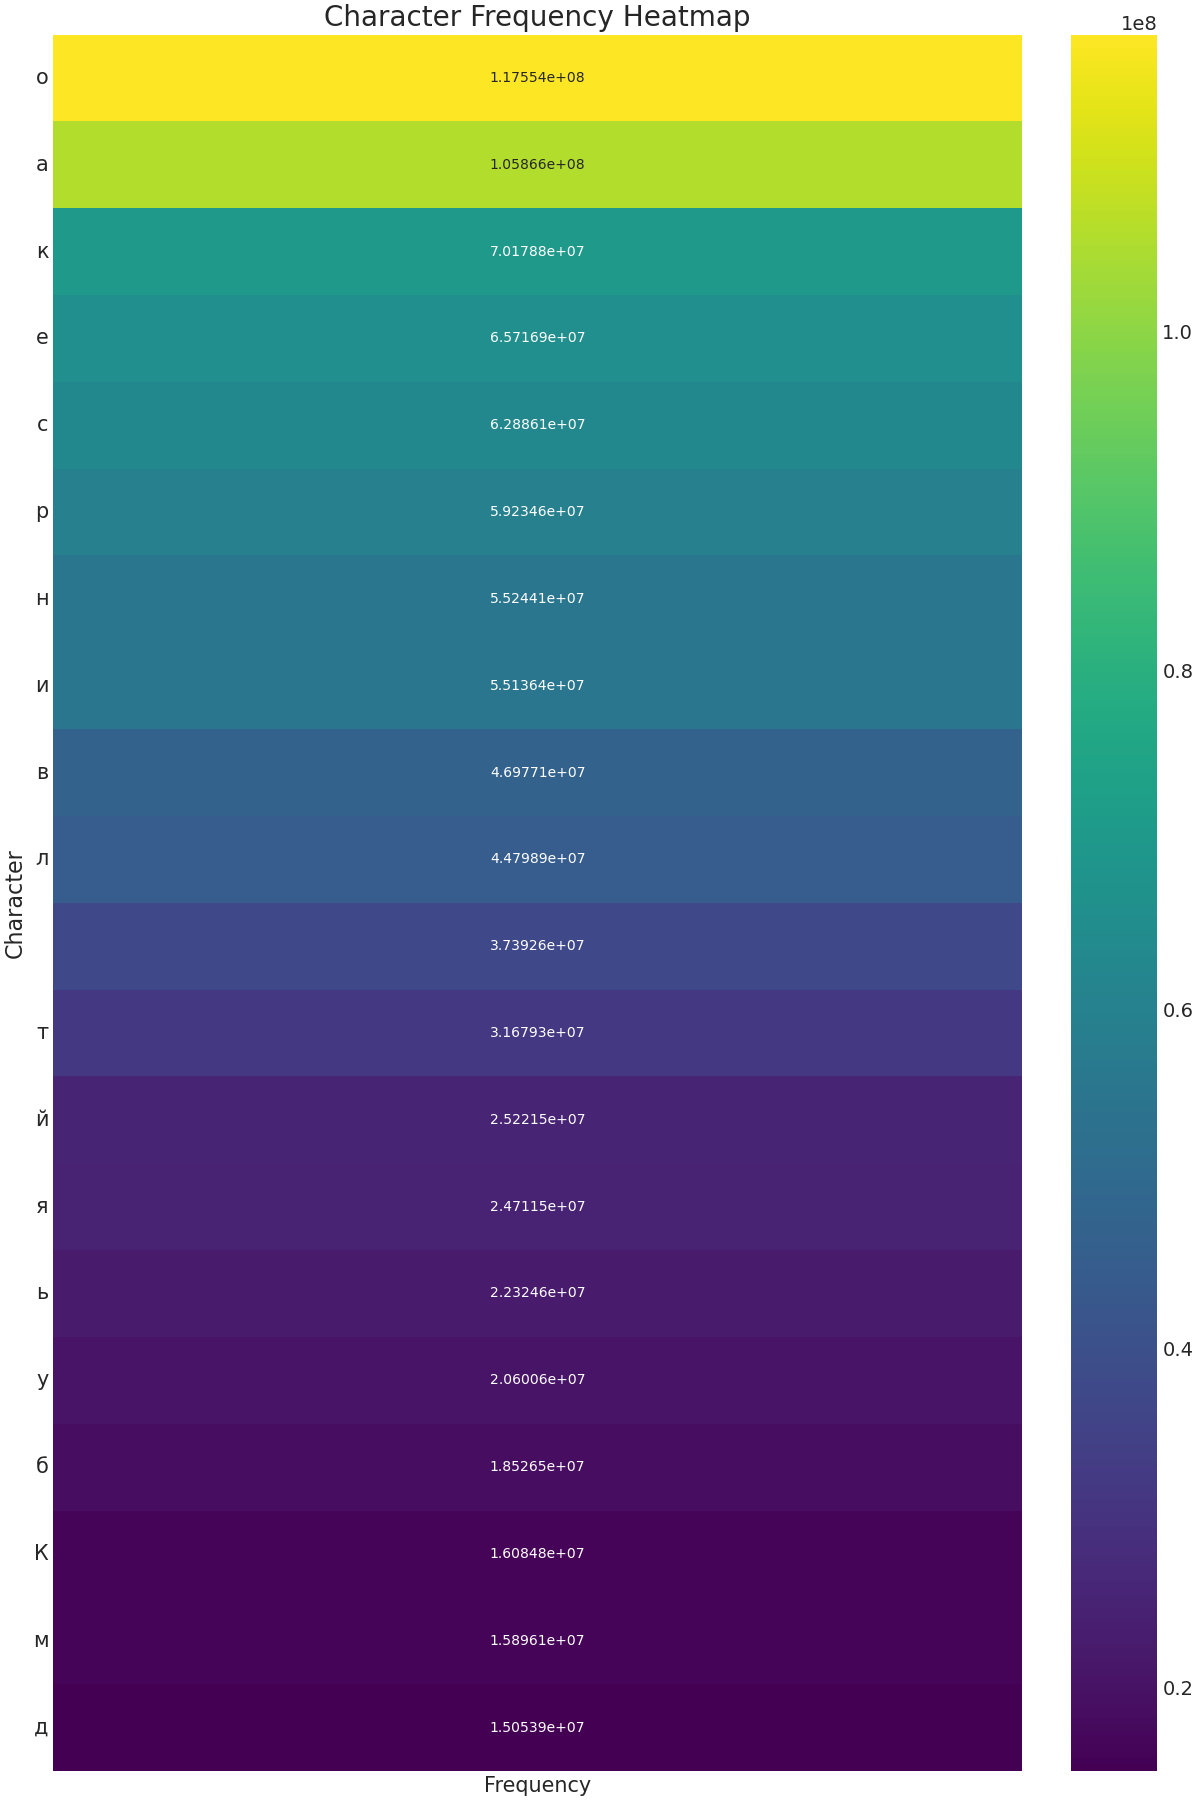 Character Frequency Heatmap
1e8
о 1.17554e+08
а 1.05866e+08
к 7.01788e+07
е 6.57169e+07
с 6.28861e+07
р 5.92346e+07
н 5.52441e+07
и 5.51364e+07
в 4.69771e+07
л 4.47989e+07
3.73926e+07
т 3.16793e+07
й 2.52215e+07
я 2.47115e+07
ь 2.23246e+07
у 2.06006e+07
б 1.85265e+07
К 1.60848e+07
м 1.58961e+07
д 1.50539e+07
Character
Frequency
1.0
0.8
0.6
0.4
0.2